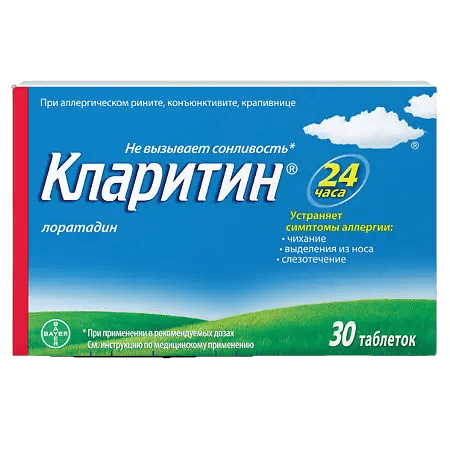 При аллергическом рините, конъюнктивите, крапивнице
Не вызывает сонливость*
Кларитин®
лоратадин
24
часа
®
Устраняет
симптомы аллергии:
• чихание
• выделения из носа
• слезотечение
BAYER
BAYER
*При применении в рекомендуемых дозах
См. инструкцию по медицинскому применению
30 таблеток